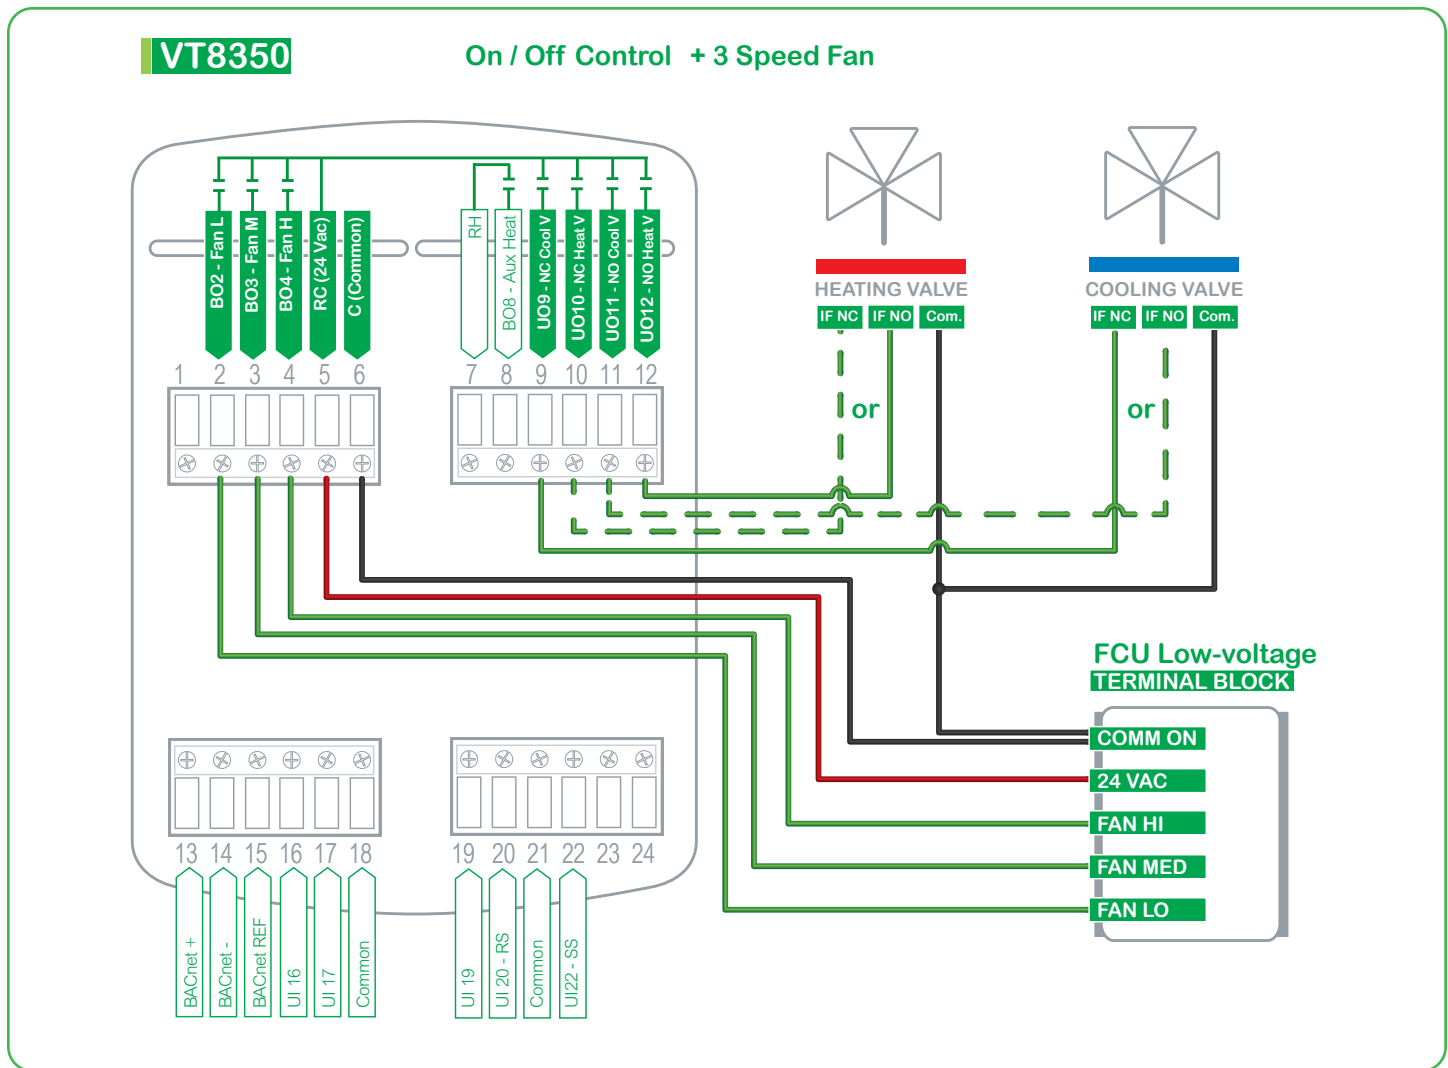 VT8350
On / Off Control + 3 Speed Fan
BO2 - Fan L
BO3 - Fan M
BO4 - Fan H
RC (24 Vac)
C (Common)
RH
BO8 - Aux Heat
UO9 - NC Cool V
UO10 - NC Heat V
UO11 - NO Cool V
UO12 - NO Heat V
1 2 3 4 5 6
7 8 9 10 11 12
HEATING VALVE
IF NC IF NO Com.
or
COOLING VALVE
IF NC IF NO Com.
or
FCU Low-voltage
TERMINAL BLOCK
COMM ON
24 VAC
FAN HI
FAN MED
FAN LO
13 14 15 16 17 18
19 20 21 22 23 24
BACnet +
BACnet -
BACnet REF
UI 16
UI 17
Common
UI 19
UI 20 - RS
Common
UI22 - SS